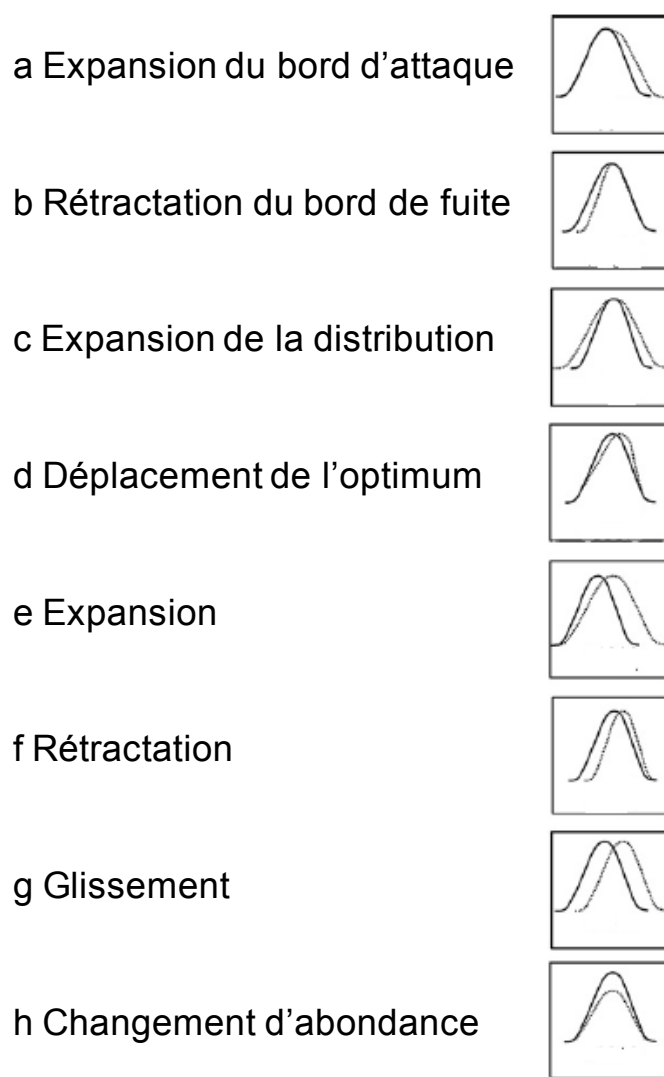 a Expansion du bord d’attaque
b Rétractation du bord de fuite
c Expansion de la distribution
d Déplacement de l’optimum
e Expansion
f Rétractation
g Glissement
h Changement d’abondance